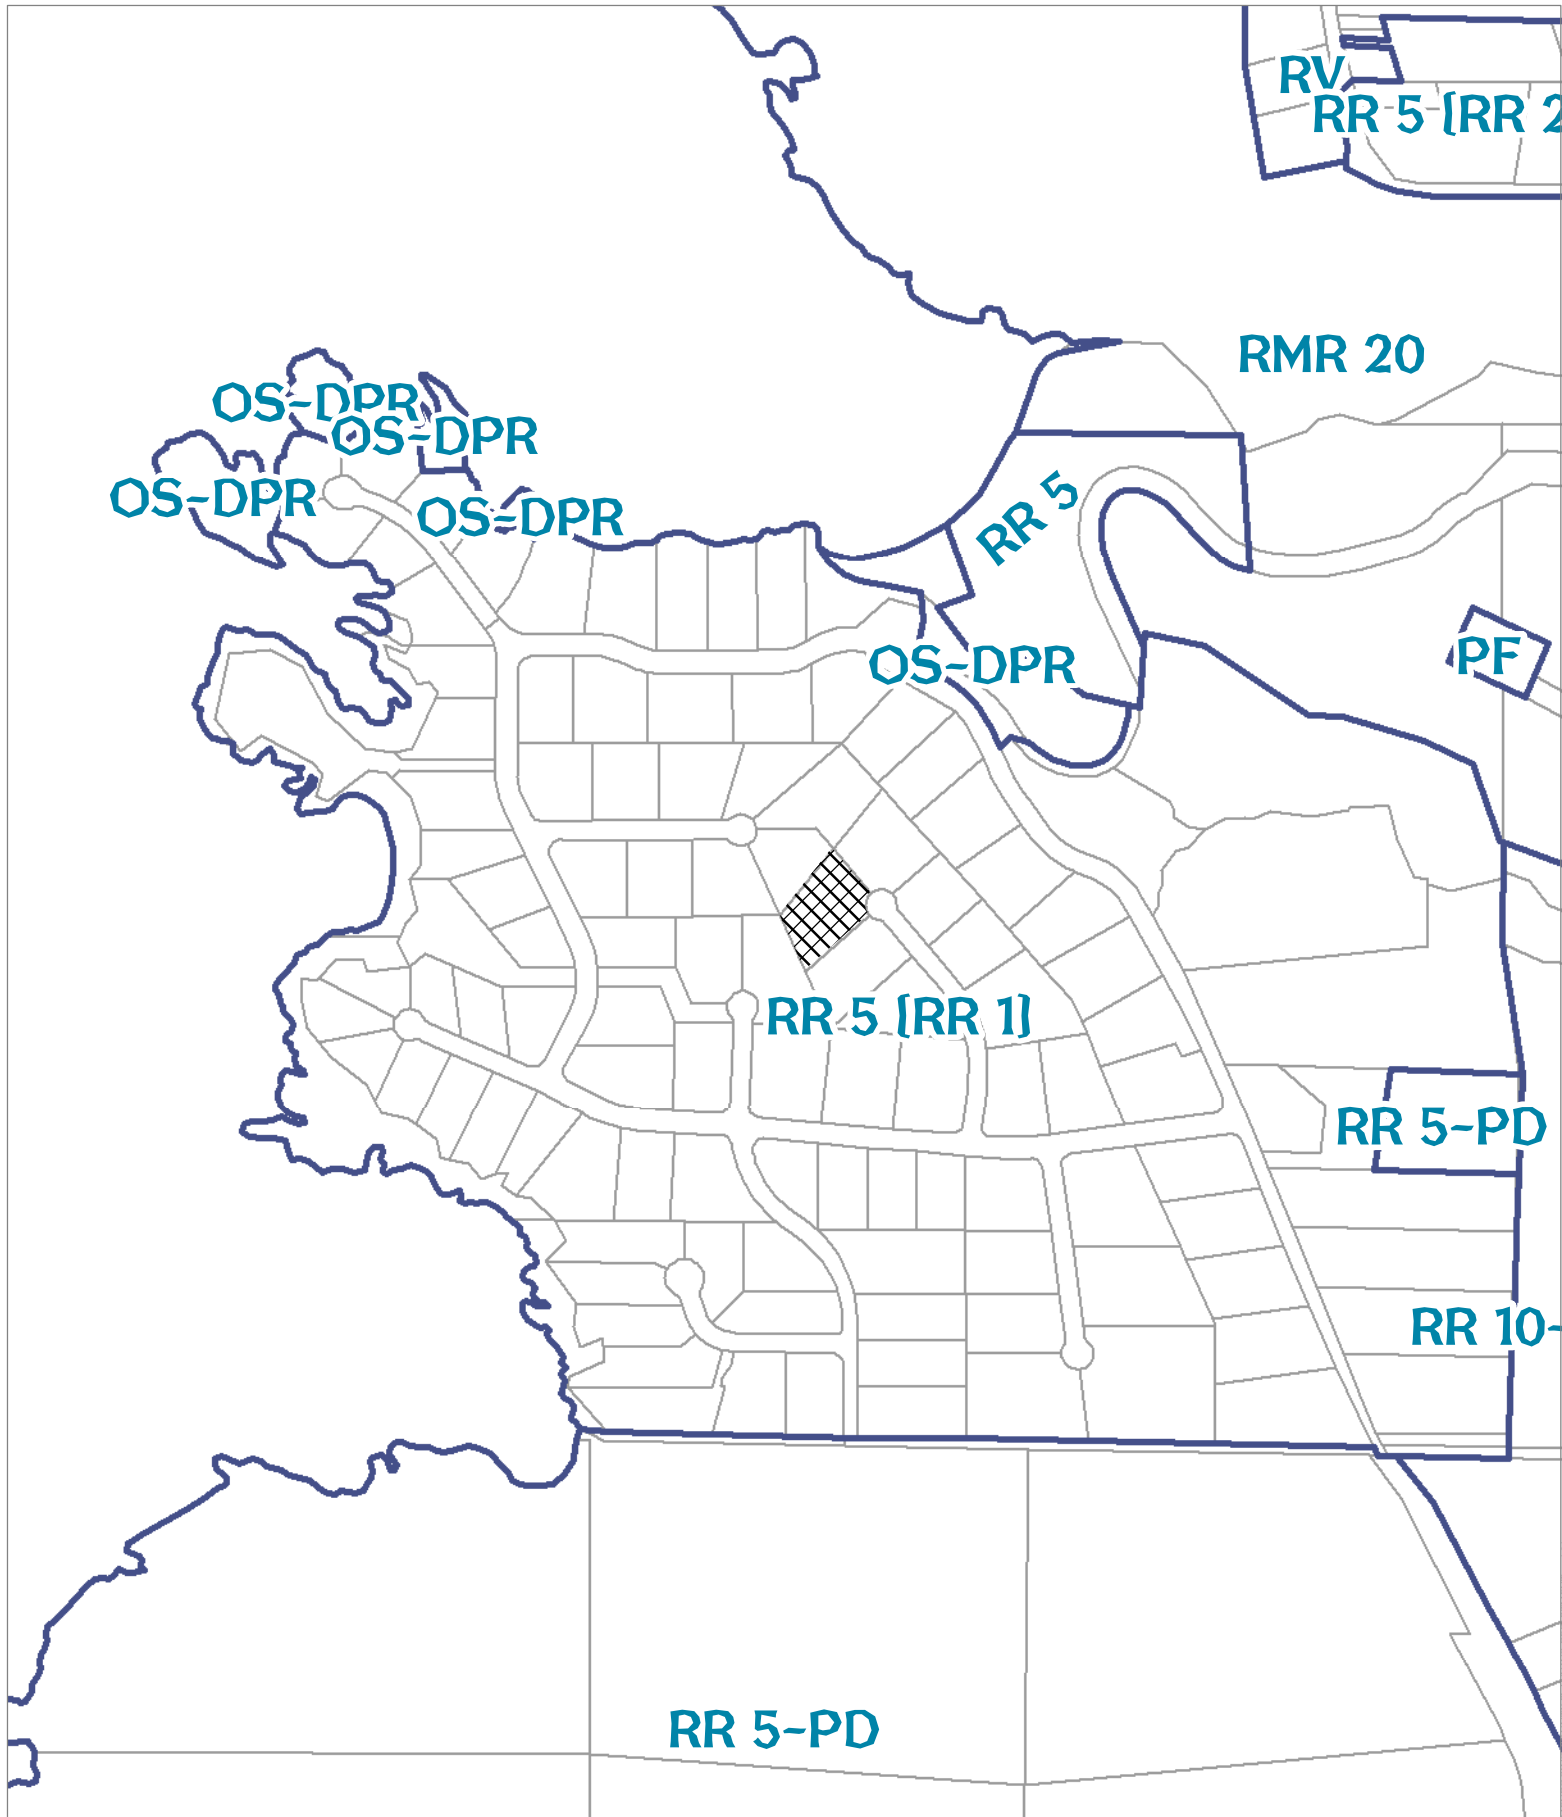 RV
RR 5 (RR 2
RMR 20
OS-DPR
OS-DPR
OS-DPR
OS-DPR
RR 5
OS-DPR
PF
RR 5 (RR 1)
RR 5-PD
RR 10-
RR 5-PD